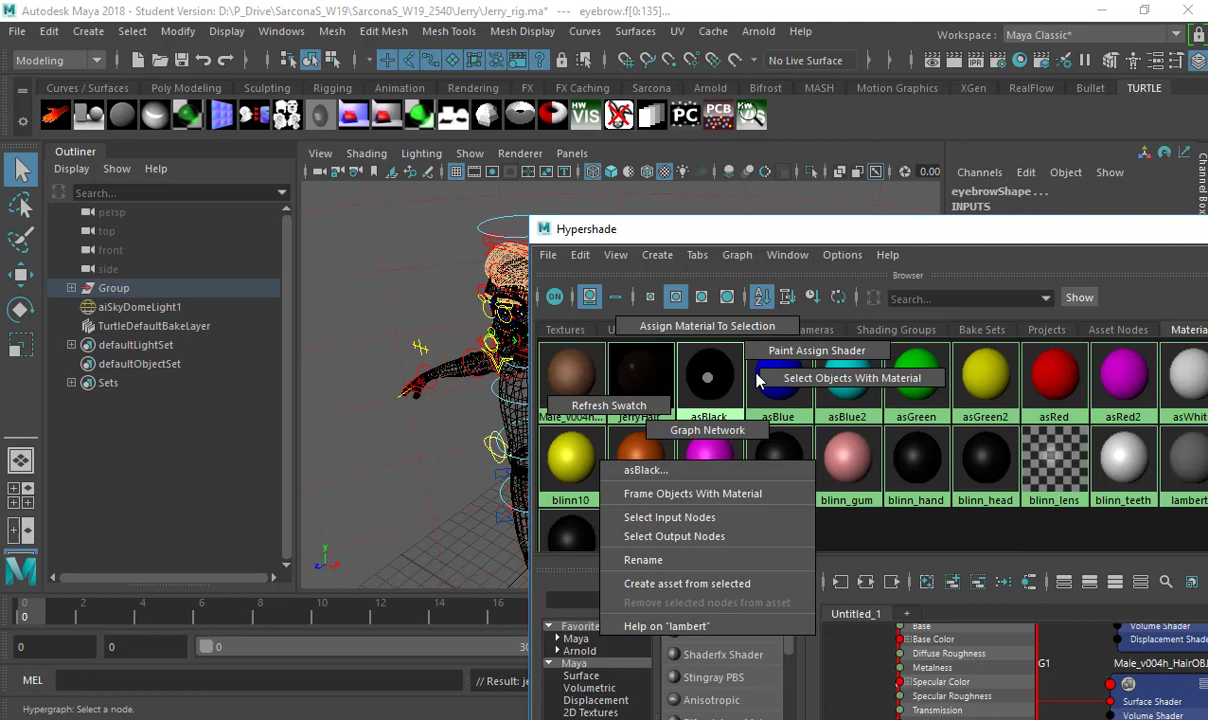 Autodesk Maya 2018 - Student Version: D:\P_Drive\SarconaS_W19\SarconaS_W19_2540/Jerry/Jerry_rig.ma* --- eyebrow.f[0:135]...
File Edit Create Select Modify Display Windows Mesh Edit Mesh Mesh Tools Mesh Display Curves Surfaces UV Cache Arnold Help Workspace : Maya Classic*
Modeling No Live Surface
Curves / Surfaces Poly Modeling Sculpting Rigging Animation Rendering FX FX Caching Sarcona Arnold Bifrost MASH Motion Graphics XGen RealFlow Bullet TURTLE
HW VIS PC PCB
Outliner
Display Show Help
Search...
persp
top
front
side
Group
aiSkyDomeLight1
TurtleDefaultBakeLayer
defaultLightSet
defaultObjectSet
Sets
View Shading Lighting Show Renderer Panels
0.00
Channels Edit Object Show
eyebrowShape . . .
INPUTS
Channel Box
Hypershade
File Edit View Create Tabs Graph Window Options Help
Browser
ON Search... Show
Textures Assign Material To Selection Shading Groups Bake Sets Projects Asset Nodes
Paint Assign Shader
Select Objects With Material
Refresh Swatch
Male_v004h... JerryHair asBlack asBlue asBlue2 asGreen asGreen2 asRed asRed2
Graph Network
blinn10 blinn_hand blinn_head blinn_lens blinn_teeth
asBlack...
Frame Objects With Material
Select Input Nodes
Select Output Nodes
Rename
Create asset from selected
Remove selected nodes from asset
Help on "lambert"
Untitled_1 +
Maya
Arnold
Maya
Surface
Volumetric
Displacement
2D Textures
Shaderfx Shader
Stingray PBS
Anisotropic
Base
Base Color
Diffuse Roughness
Metalness
Specular Color
Specular Roughness
Transmission
Volume Shader
Male_v004h_HairOBJ
Surface Shader
Volume Shader
0 2 4 6 8 10 12 14 16
0
0 0 0
MEL // Result: je
Hypergraph: Select a node.